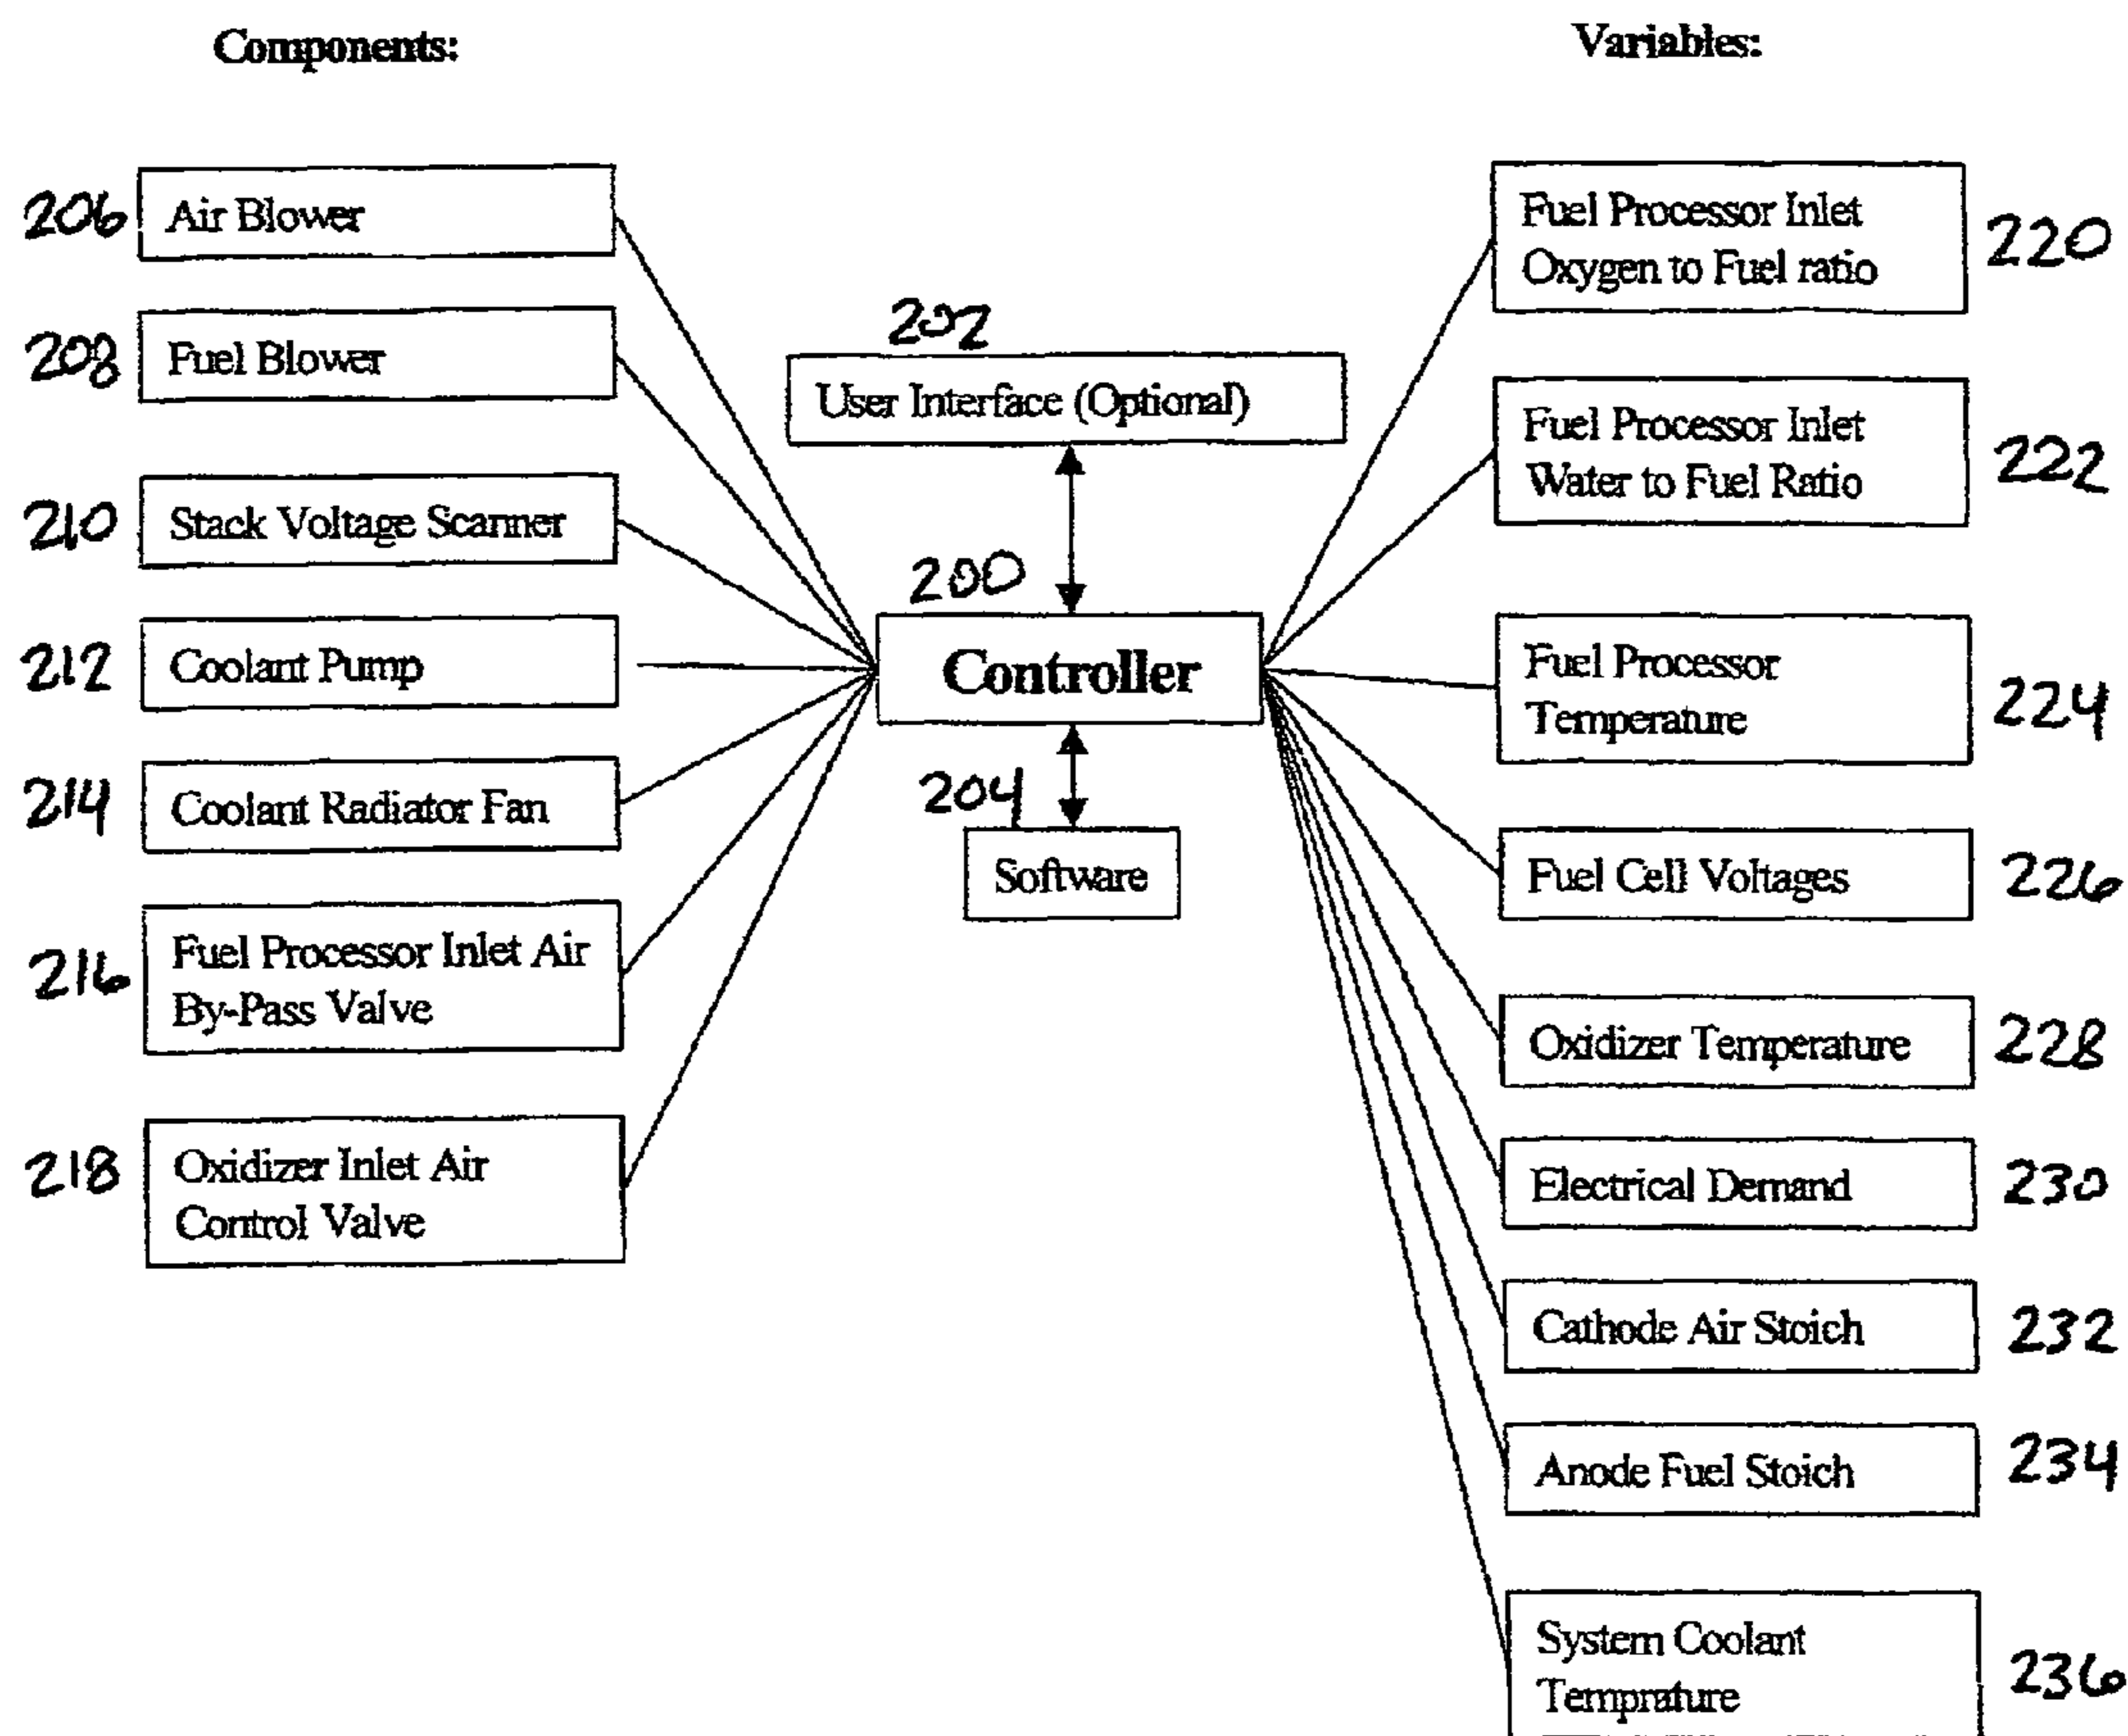 Components:
Variables:
206 Air Blower
208 Fuel Blower
210 Stack Voltage Scanner
212 Coolant Pump
214 Coolant Radiator Fan
216 Fuel Processor Inlet Air
By-Pass Valve
218 Oxidizer Inlet Air
Control Valve
202
User Interface (Optional)
200
Controller
204
Software
Fuel Processor Inlet
Oxygen to Fuel ratio 220
Fuel Processor Inlet
Water to Fuel Ratio 222
Fuel Processor
Temperature 224
Fuel Cell Voltages 226
Oxidizer Temperature 228
Electrical Demand 230
Cathode Air Stoich 232
Anode Fuel Stoich 234
System Coolant
Temprature 236